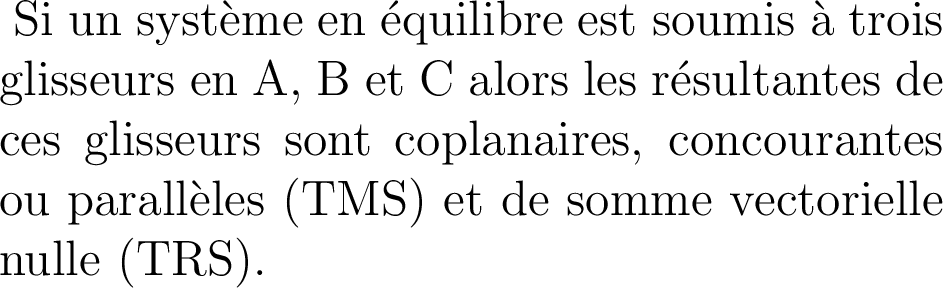 Si un système en équilibre est soumis à trois
glisseurs en A, B et C alors les résultantes de
ces glisseurs sont coplanaires, concourantes
ou parallèles (TMS) et de somme vectorielle
nulle (TRS).